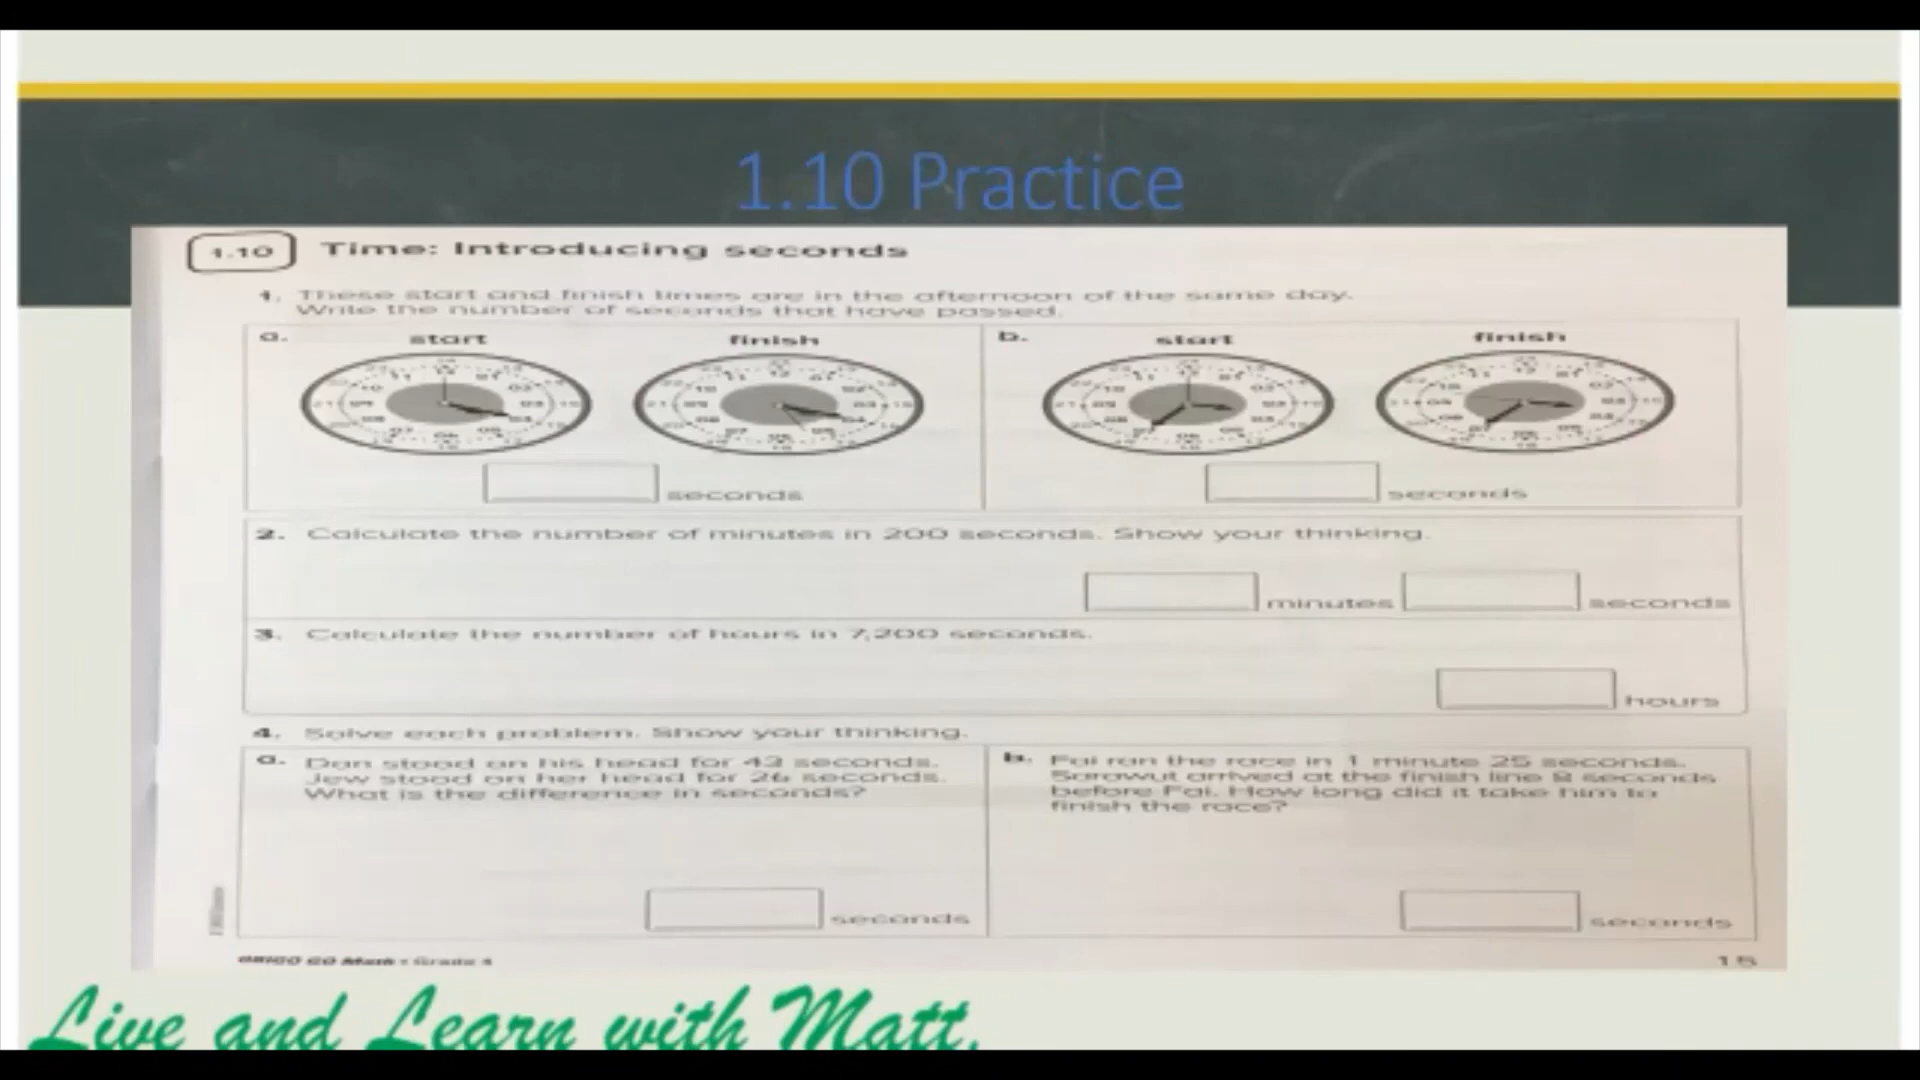 1.10 Practice
1.10 Time: Introducing seconds
1. These start and finish times are in the afternoon of the same day.
Write the number of seconds that have passed.
a. start finish
b. start finish
seconds
seconds
2. Calculate the number of minutes in 200 seconds. Show your thinking.
minutes seconds
3. Calculate the number of hours in 7,200 seconds.
hours
4. Solve each problem. Show your thinking.
a. Dan stood on his head for 43 seconds.
Jew stood on her head for 26 seconds.
What is the difference in seconds?
seconds
b. Fai ran the race in 1 minute 25 seconds.
Sarawut arrived at the finish line 8 seconds
before Fai. How long did it take him to
finish the race?
seconds
ORIGO GO Math • Grade 4
15
Live and Learn with Matt.